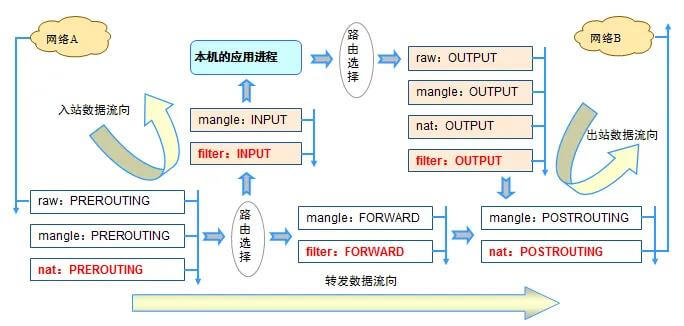 网络A
本机的应用进程
路由选择
raw：OUTPUT
网络B
mangle：OUTPUT
入站数据流向
mangle：INPUT
nat：OUTPUT
出站数据流向
filter：INPUT
filter：OUTPUT
raw：PREROUTING
mangle：PREROUTING
nat：PREROUTING
路由选择
mangle：FORWARD
filter：FORWARD
mangle：POSTROUTING
nat：POSTROUTING
转发数据流向